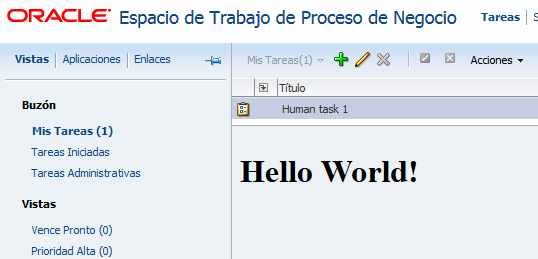 ORACLE Espacio de Trabajo de Proceso de Negocio Tareas
Vistas Aplicaciones Enlaces
Mis Tareas(1) Acciones
Título
Human task 1
Buzón
Mis Tareas (1)
Tareas Iniciadas
Tareas Administrativas
Hello World!
Vistas
Vence Pronto (0)
Prioridad Alta (0)